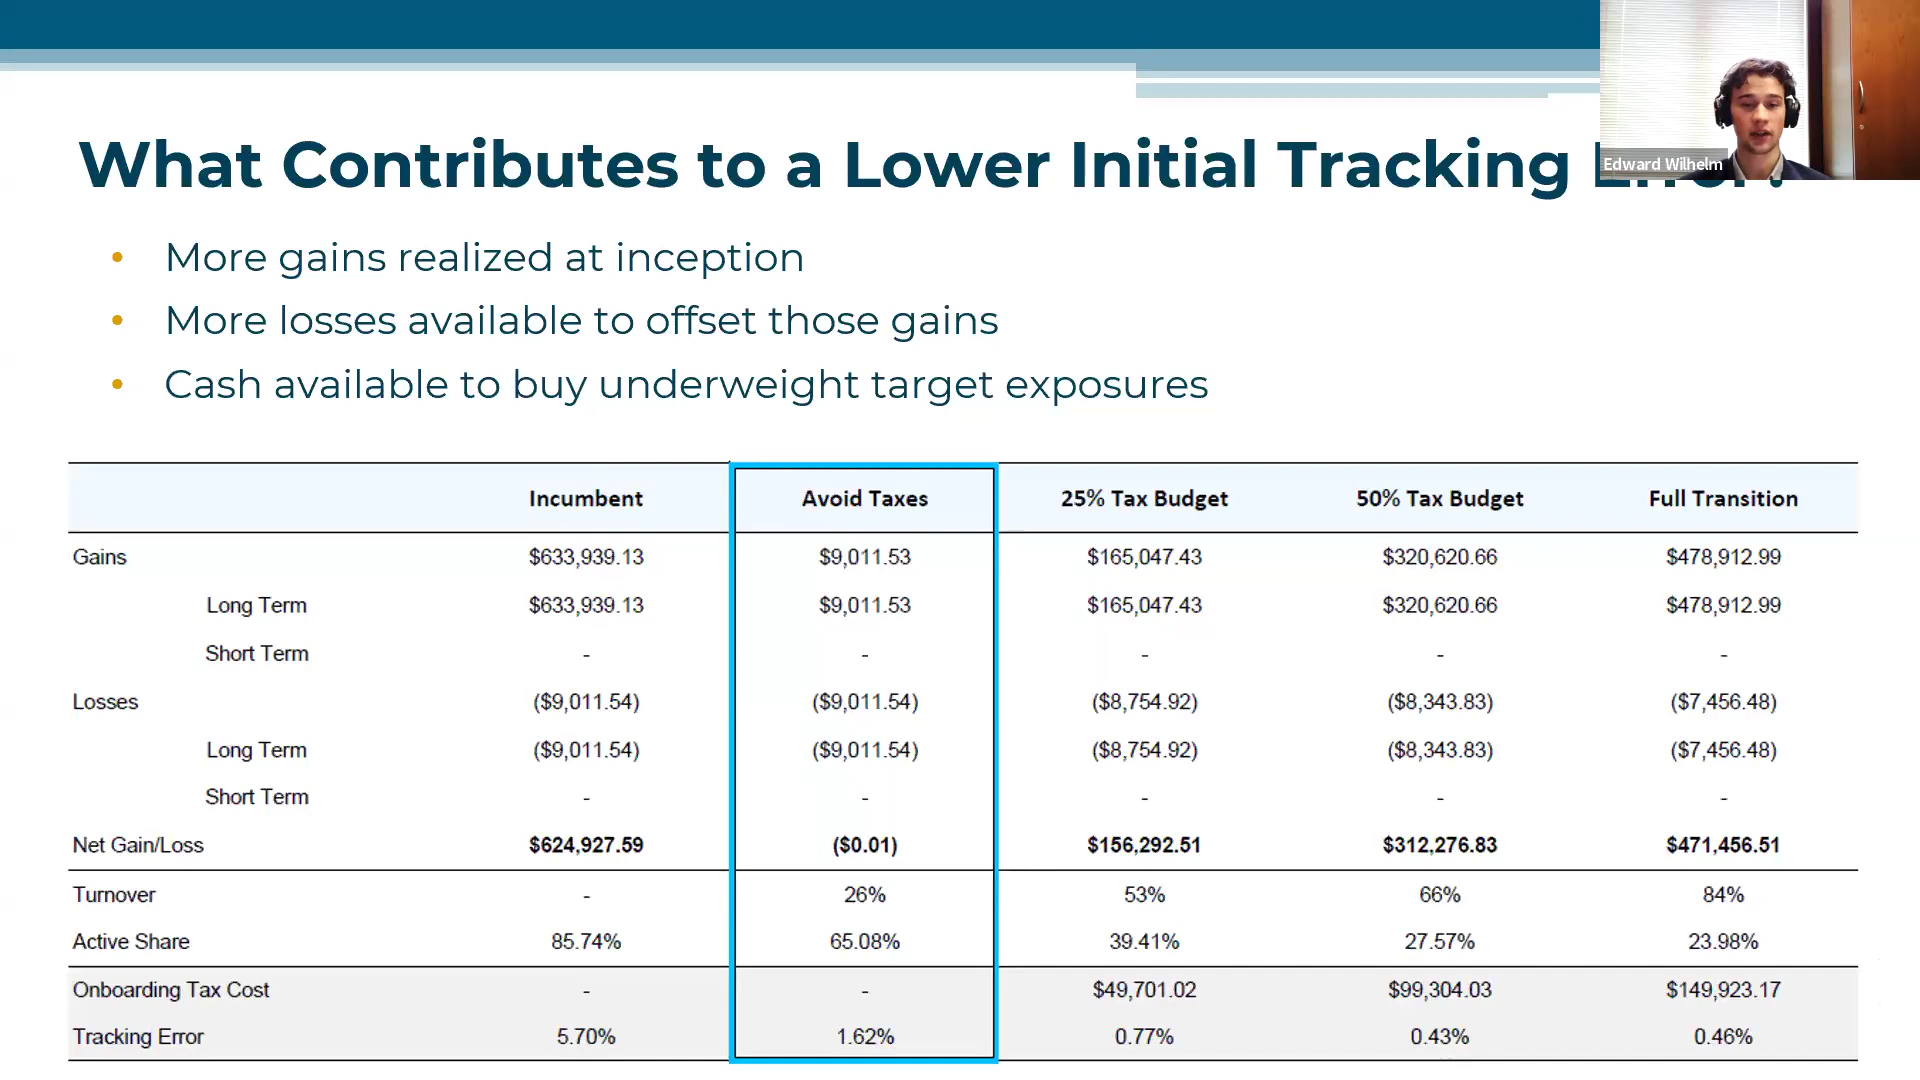 What Contributes to a Lower Initial Tracking
Edward Wilhelm
• More gains realized at inception
• More losses available to offset those gains
• Cash available to buy underweight target exposures
Incumbent Avoid Taxes 25% Tax Budget 50% Tax Budget Full Transition
Gains $633,939.13 $9,011.53 $165,047.43 $320,620.66 $478,912.99
Long Term $633,939.13 $9,011.53 $165,047.43 $320,620.66 $478,912.99
Short Term - - - - -
Losses ($9,011.54) ($9,011.54) ($8,754.92) ($8,343.83) ($7,456.48)
Long Term ($9,011.54) ($9,011.54) ($8,754.92) ($8,343.83) ($7,456.48)
Short Term - - - - -
Net Gain/Loss $624,927.59 ($0.01) $156,292.51 $312,276.83 $471,456.51
Turnover - 26% 53% 66% 84%
Active Share 85.74% 65.08% 39.41% 27.57% 23.98%
Onboarding Tax Cost - - $49,701.02 $99,304.03 $149,923.17
Tracking Error 5.70% 1.62% 0.77% 0.43% 0.46%